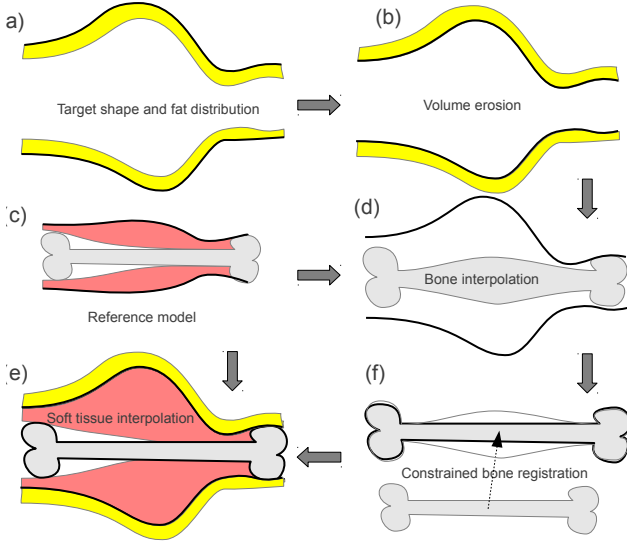 a)
(b)
Target shape and fat distribution
Volume erosion
(c)
(d)
Bone interpolation
Reference model
(e)
(f)
Soft tissue interpolation
Constrained bone registration